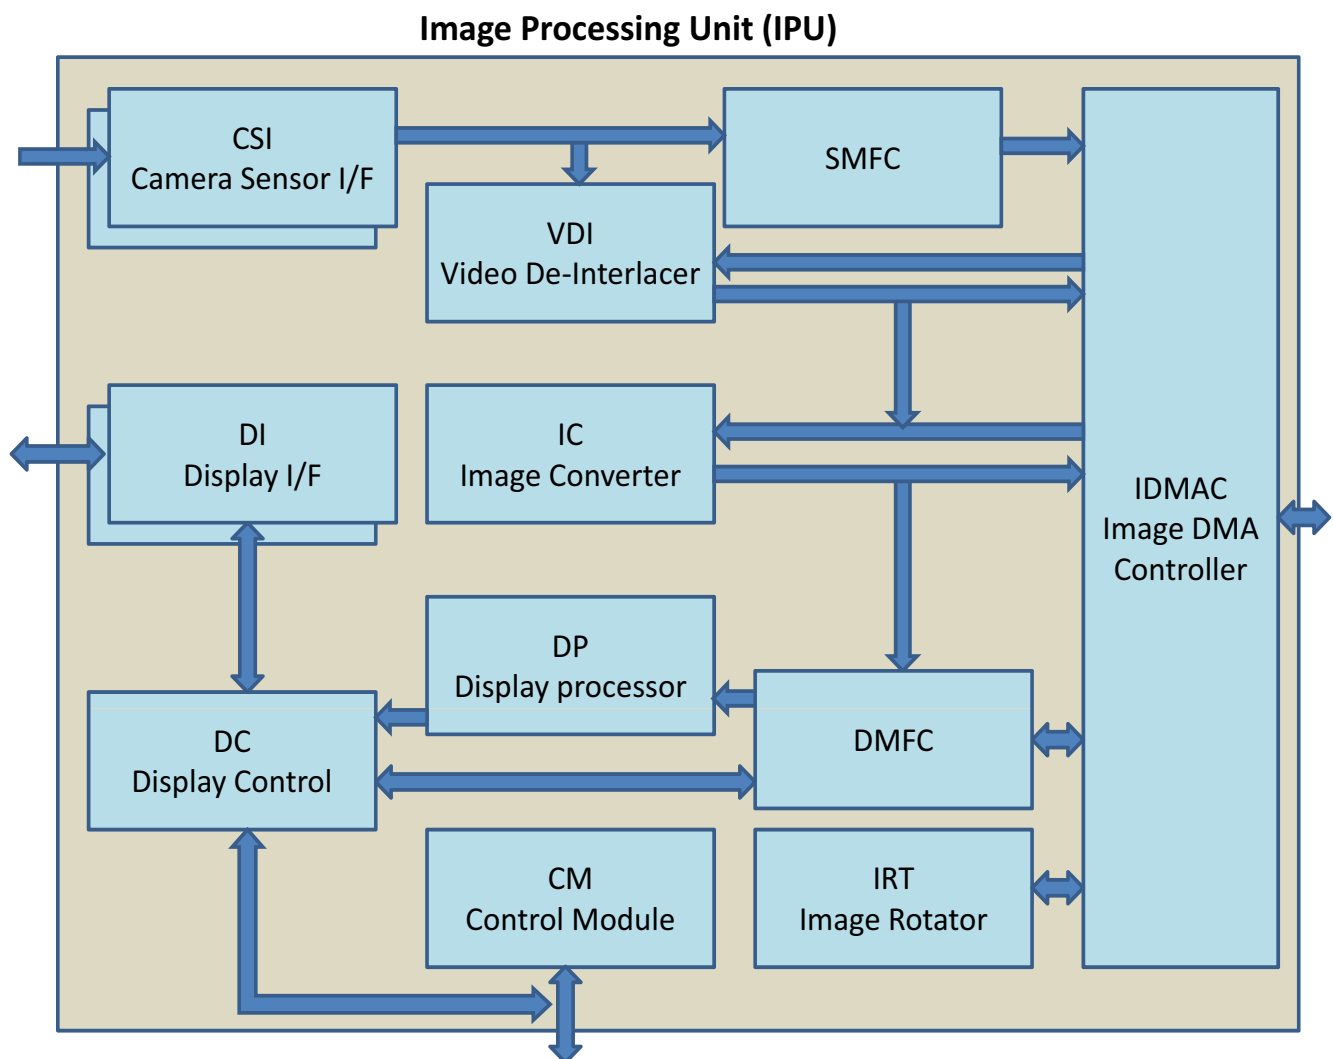 Image Processing Unit (IPU)
CSI
Camera Sensor I/F
SMFC
VDI
Video De-Interlacer
DI
Display I/F
IC
Image Converter
IDMAC
Image DMA
Controller
DP
Display processor
DC
Display Control
DMFC
CM
Control Module
IRT
Image Rotator